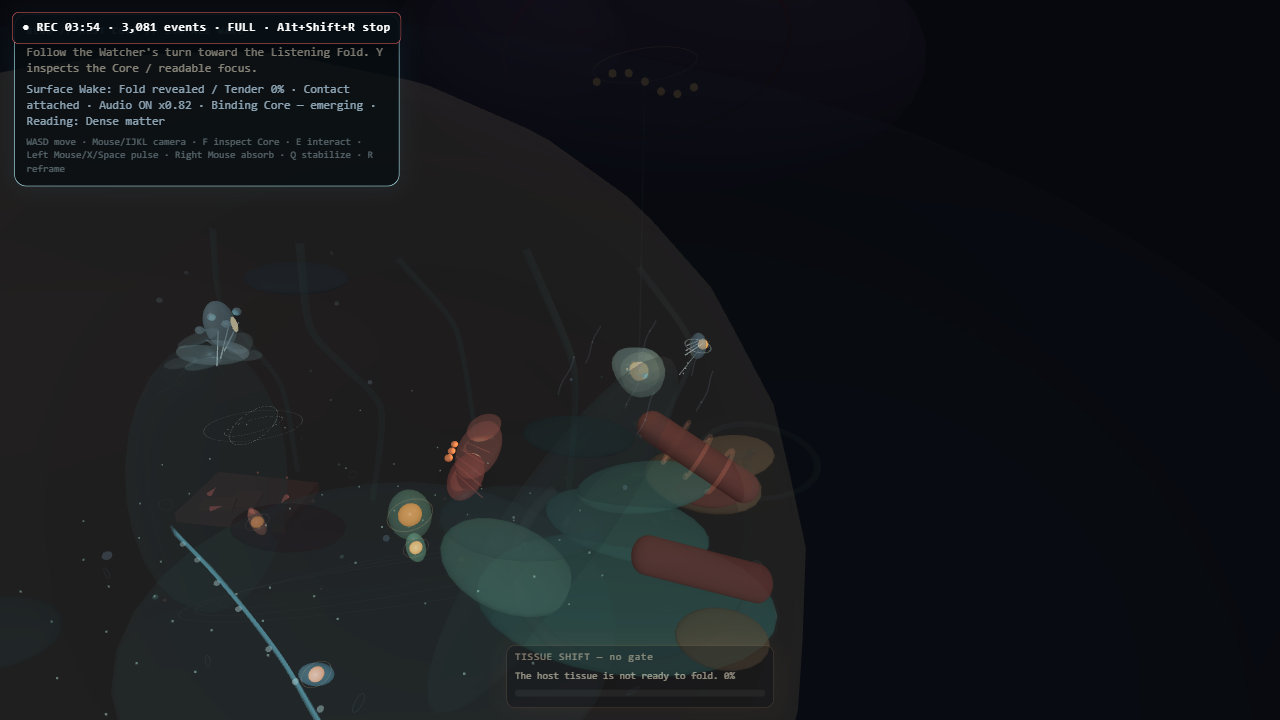 ● REC 03:54 · 3,081 events · FULL · Alt+Shift+R stop
Follow the Watcher's turn toward the Listening Fold. Y
inspects the Core / readable focus.
Surface Wake: Fold revealed / Tender 0% · Contact
attached · Audio ON x0.82 · Binding Core — emerging ·
Reading: Dense matter
WASD move · Mouse/IJKL camera · F inspect Core · E interact ·
Left Mouse/X/Space pulse · Right Mouse absorb · Q stabilize · R
reframe
TISSUE SHIFT — no gate
The host tissue is not ready to fold. 0%